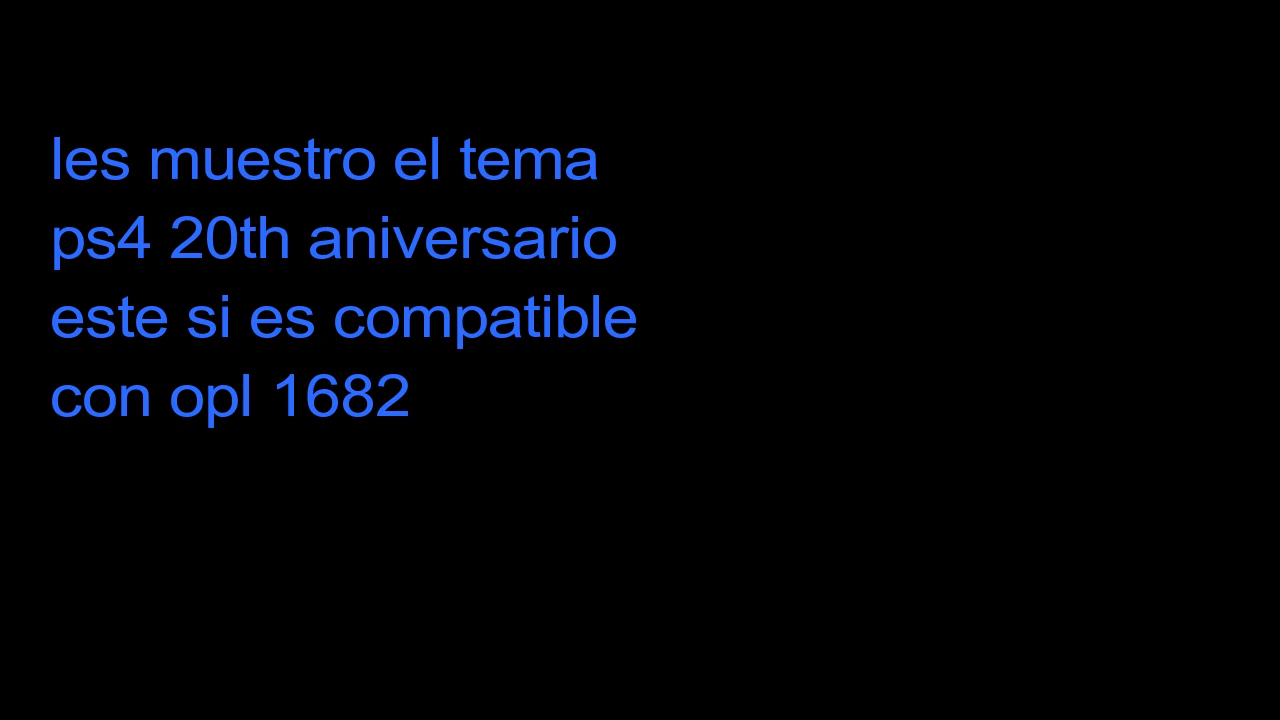 les muestro el tema
ps4 20th aniversario
este si es compatible
con opl 1682